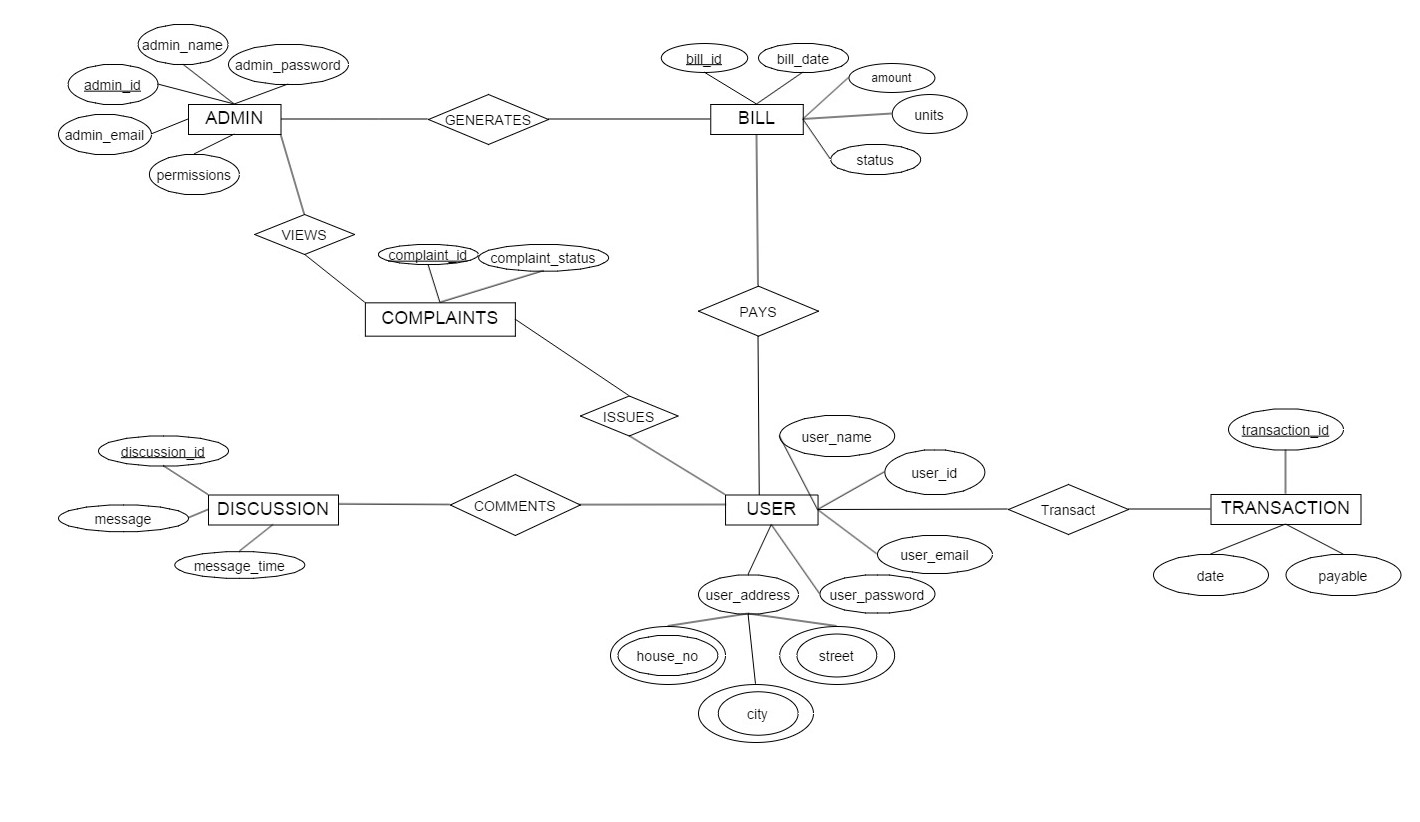 admin_name
admin_password
admin_id
ADMIN
admin_email
permissions
GENERATES
bill_id
bill_date
amount
BILL
units
status
VIEWS
complaint_id
complaint_status
COMPLAINTS
PAYS
ISSUES
discussion_id
DISCUSSION
message
message_time
COMMENTS
user_name
user_id
USER
user_email
user_password
user_address
house_no
street
city
Transact
transaction_id
TRANSACTION
date
payable